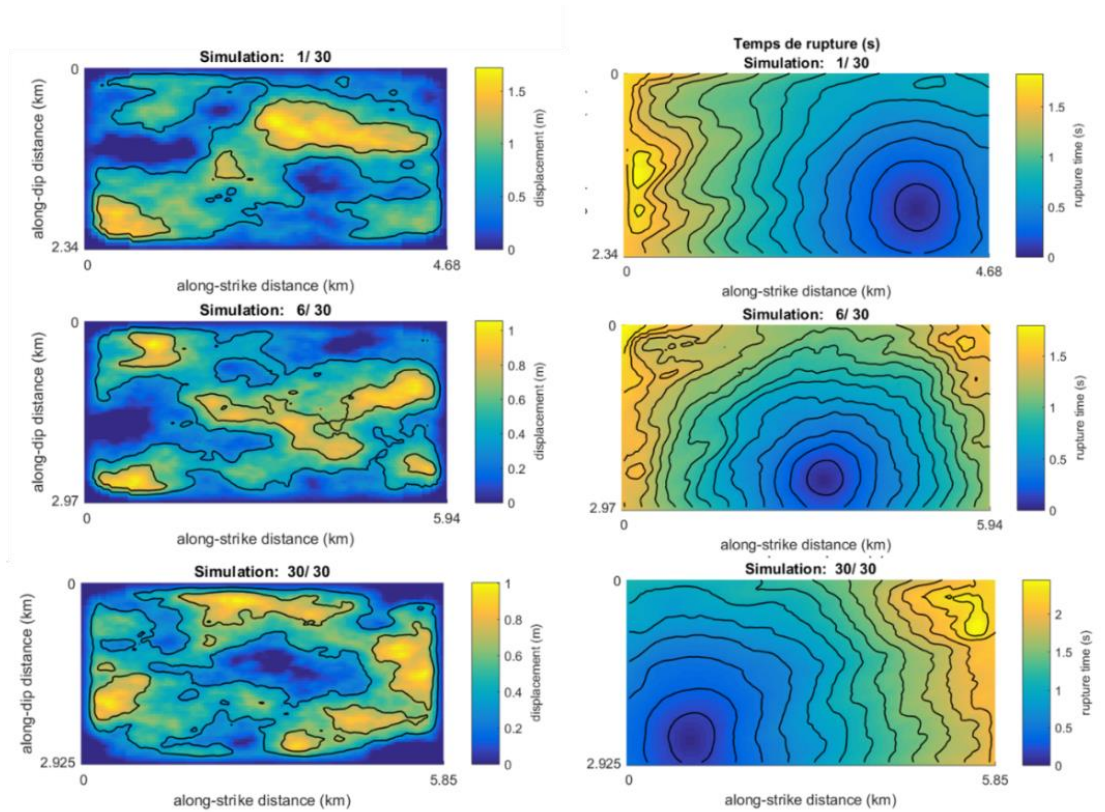 Simulation: 1/ 30
0
along-dip distance (km)
2.34
0
4.68
along-strike distance (km)
1.5
1
0.5
0
displacement (m)
Temps de rupture (s)
Simulation: 1/ 30
0
2.34
0
4.68
along-strike distance (km)
1.5
1
0.5
0
rupture time (s)
Simulation: 6/ 30
0
along-dip distance (km)
2.97
0
5.94
along-strike distance (km)
1
0.8
0.6
0.4
0.2
0
displacement (m)
Simulation: 6/ 30
0
2.97
0
5.94
along-strike distance (km)
1.5
1
0.5
0
rupture time (s)
Simulation: 30/ 30
0
along-dip distance (km)
2.925
0
5.85
along-strike distance (km)
1
0.8
0.6
0.4
0.2
0
displacement (m)
Simulation: 30/ 30
0
2.925
0
5.85
along-strike distance (km)
2
1.5
1
0.5
0
rupture time (s)